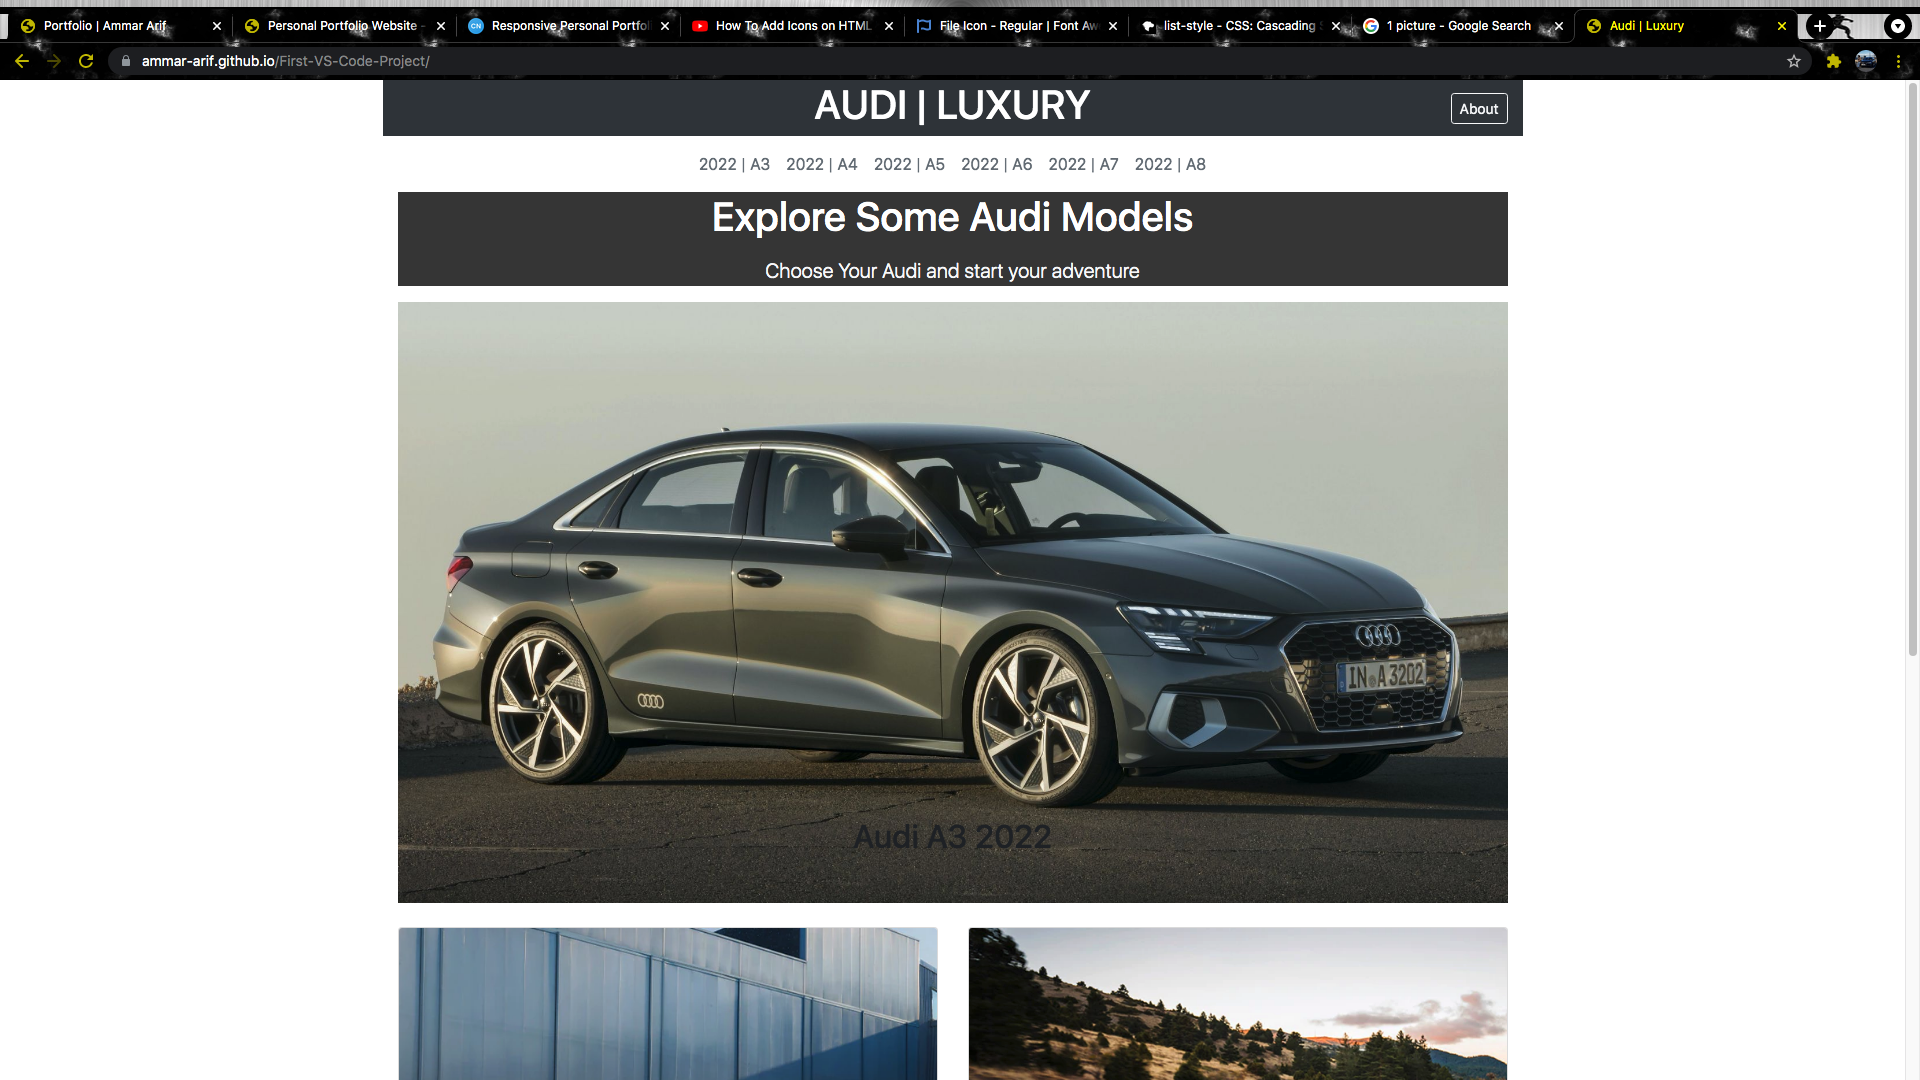 Portfolio | Ammar Arif
Personal Portfolio Website -
Responsive Personal Portfol
How To Add Icons on HTML
File Icon - Regular | Font Aw
list-style - CSS: Cascading
1 picture - Google Search
Audi | Luxury
ammar-arif.github.io/First-VS-Code-Project/
AUDI | LUXURY
About
2022 | A3 2022 | A4 2022 | A5 2022 | A6 2022 | A7 2022 | A8
Explore Some Audi Models
Choose Your Audi and start your adventure
IN A 3202
Audi A3 2022